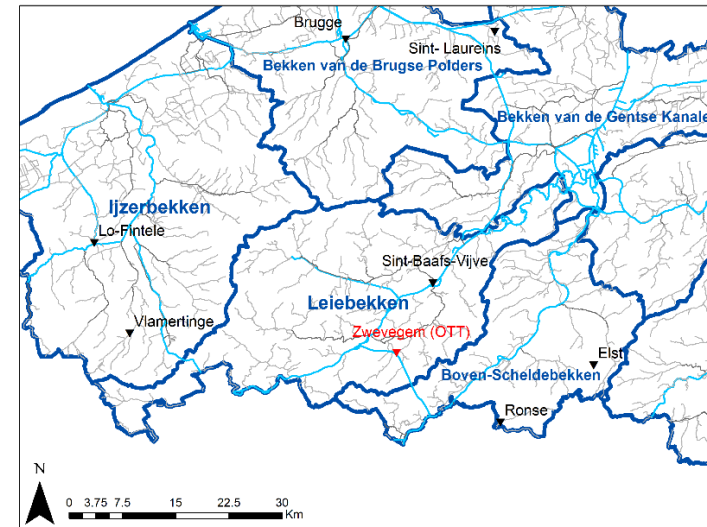 Brugge
Sint- Laureins
Bekken van de Brugse Polders
Bekken van de Gentse Kanale
Ijzerbekken
Lo-Fintele
Sint-Baafs-Vijve
Leiebekken
Vlamertinge
Zwevegem (OTT)
Elst
Boven-Scheldebekken
Ronse
N
0 3.75 7.5 15 22.5 30
Km